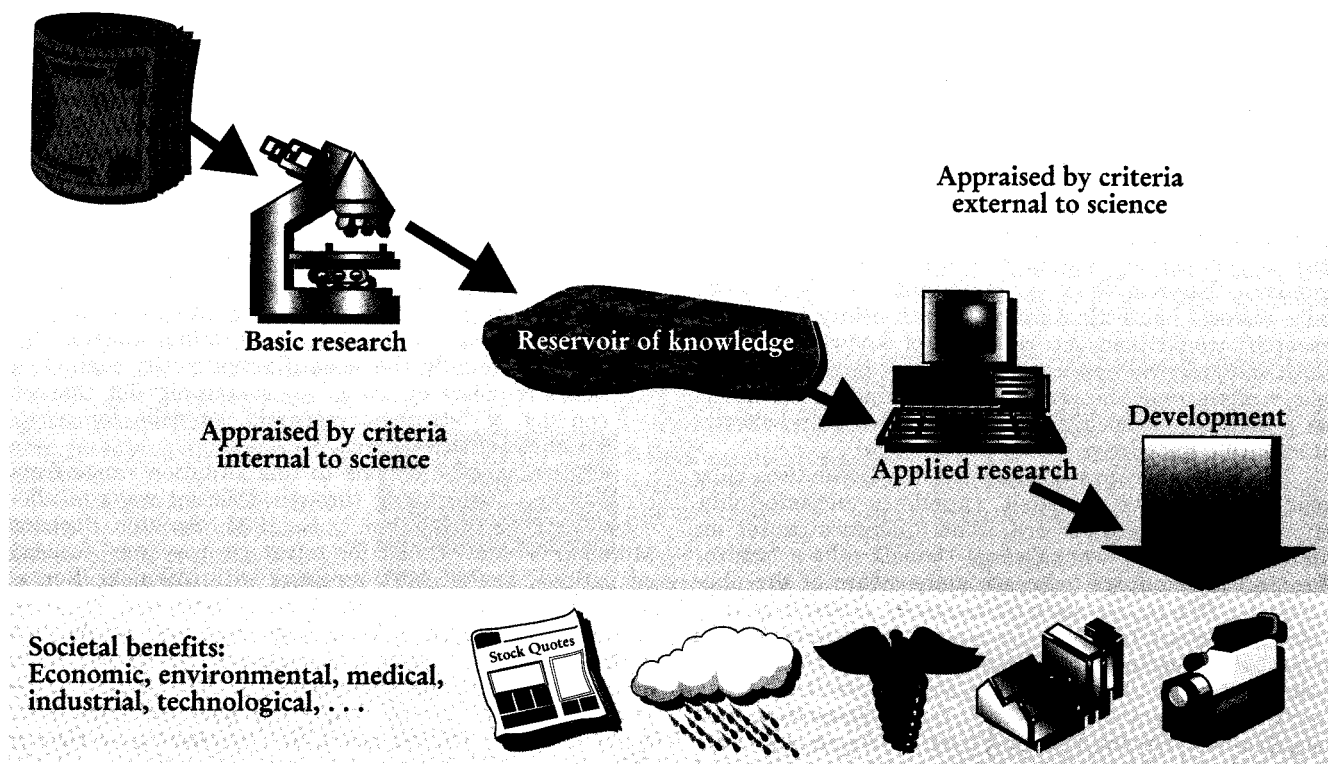 Basic research
Appraised by criteria
internal to science
Reservoir of knowledge
Appraised by criteria
external to science
Applied research
Development
Societal benefits:
Economic, environmental, medical,
industrial, technological, . . .
Stock Quotes